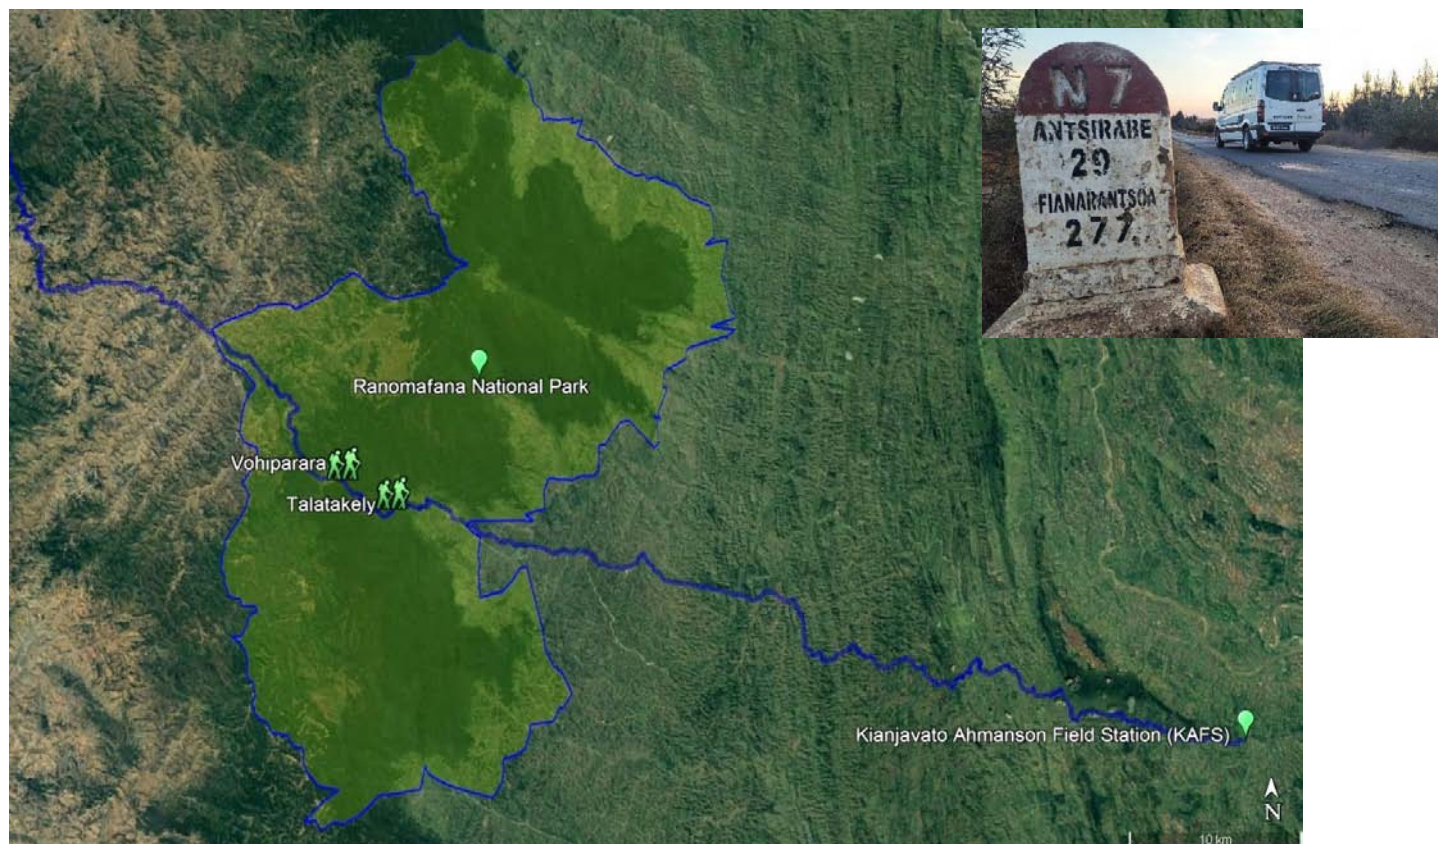 N 7
ANTSIRABE
29
FIANARANTSOA
277
Ranomafana National Park
Vohiparara
Talatakely
Kianjavato Ahmanson Field Station (KAFS)
N
10 km